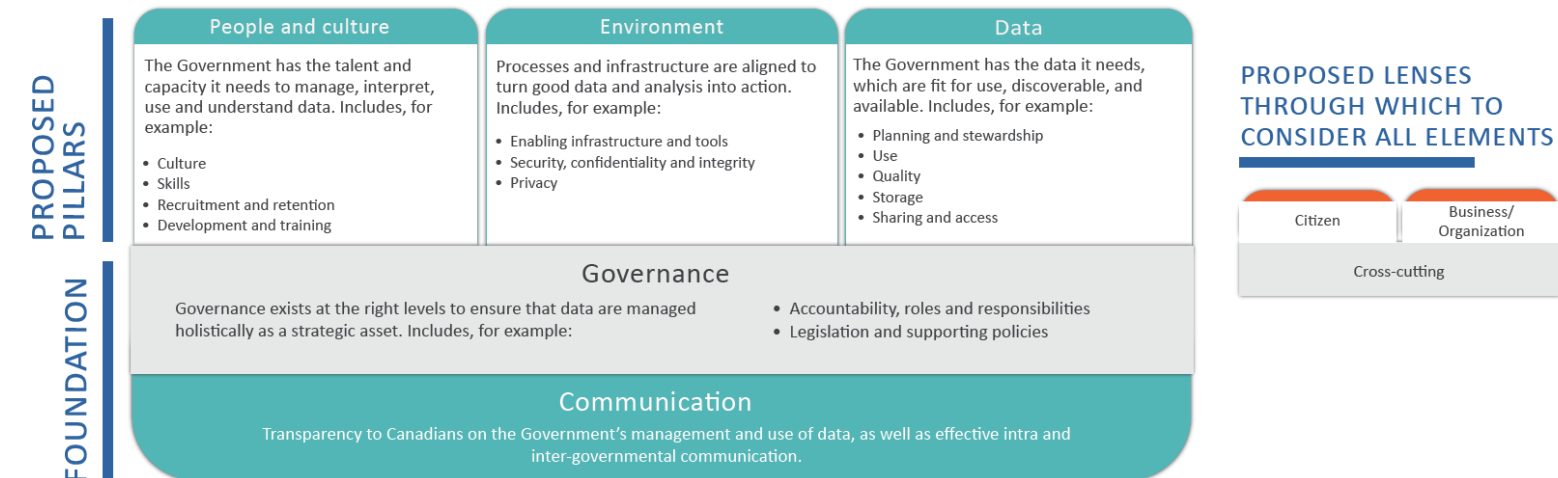 PROPOSED
PILLARS
People and culture
The Government has the talent and
capacity it needs to manage, interpret,
use and understand data. Includes, for
example:
• Culture
• Skills
• Recruitment and retention
• Development and training
Environment
Processes and infrastructure are aligned to
turn good data and analysis into action.
Includes, for example:
• Enabling infrastructure and tools
• Security, confidentiality and integrity
• Privacy
Data
The Government has the data it needs,
which are fit for use, discoverable, and
available. Includes, for example:
• Planning and stewardship
• Use
• Quality
• Storage
• Sharing and access
FOUNDATION
Governance
Governance exists at the right levels to ensure that data are managed
holistically as a strategic asset. Includes, for example:
• Accountability, roles and responsibilities
• Legislation and supporting policies
Communication
Transparency to Canadians on the Government's management and use of data, as well as effective intra and
inter-governmental communication.
PROPOSED LENSES
THROUGH WHICH TO
CONSIDER ALL ELEMENTS
Citizen
Business/
Organization
Cross-cutting